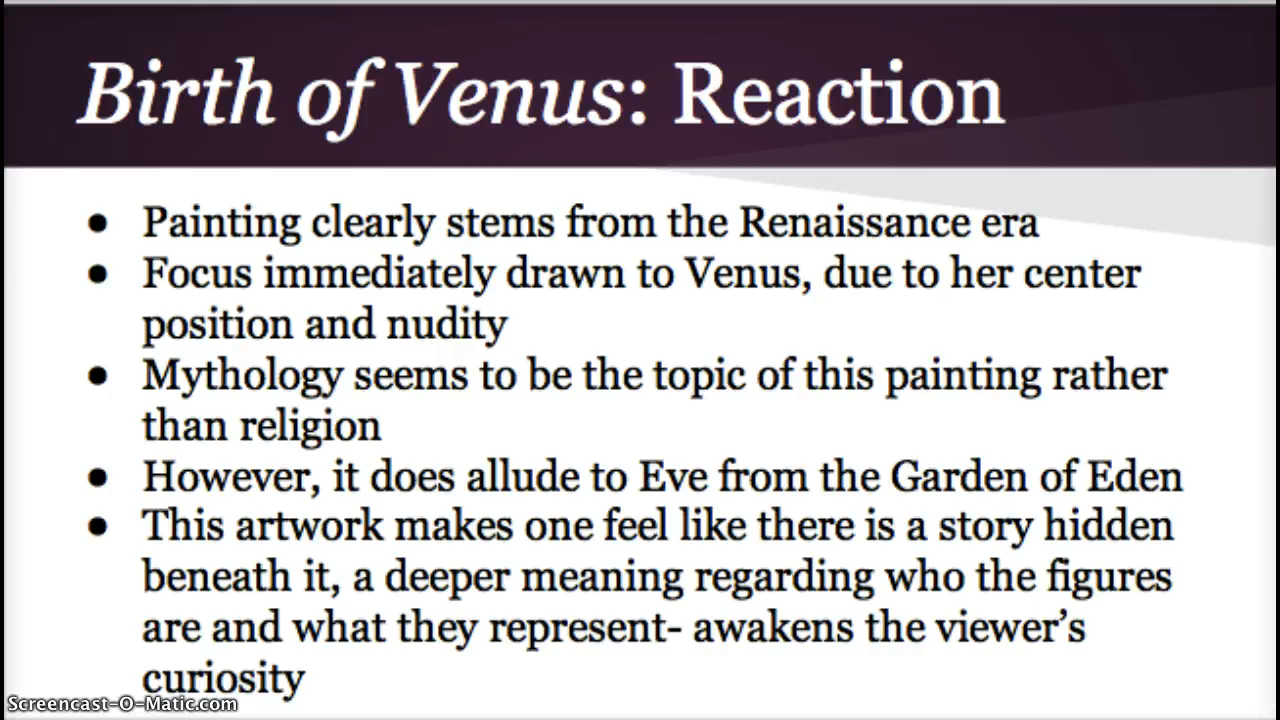 Birth of Venus: Reaction
● Painting clearly stems from the Renaissance era
● Focus immediately drawn to Venus, due to her center
position and nudity
● Mythology seems to be the topic of this painting rather
than religion
● However, it does allude to Eve from the Garden of Eden
● This artwork makes one feel like there is a story hidden
beneath it, a deeper meaning regarding who the figures
are and what they represent- awakens the viewer’s
curiosity
Screencast-O-Matic.com